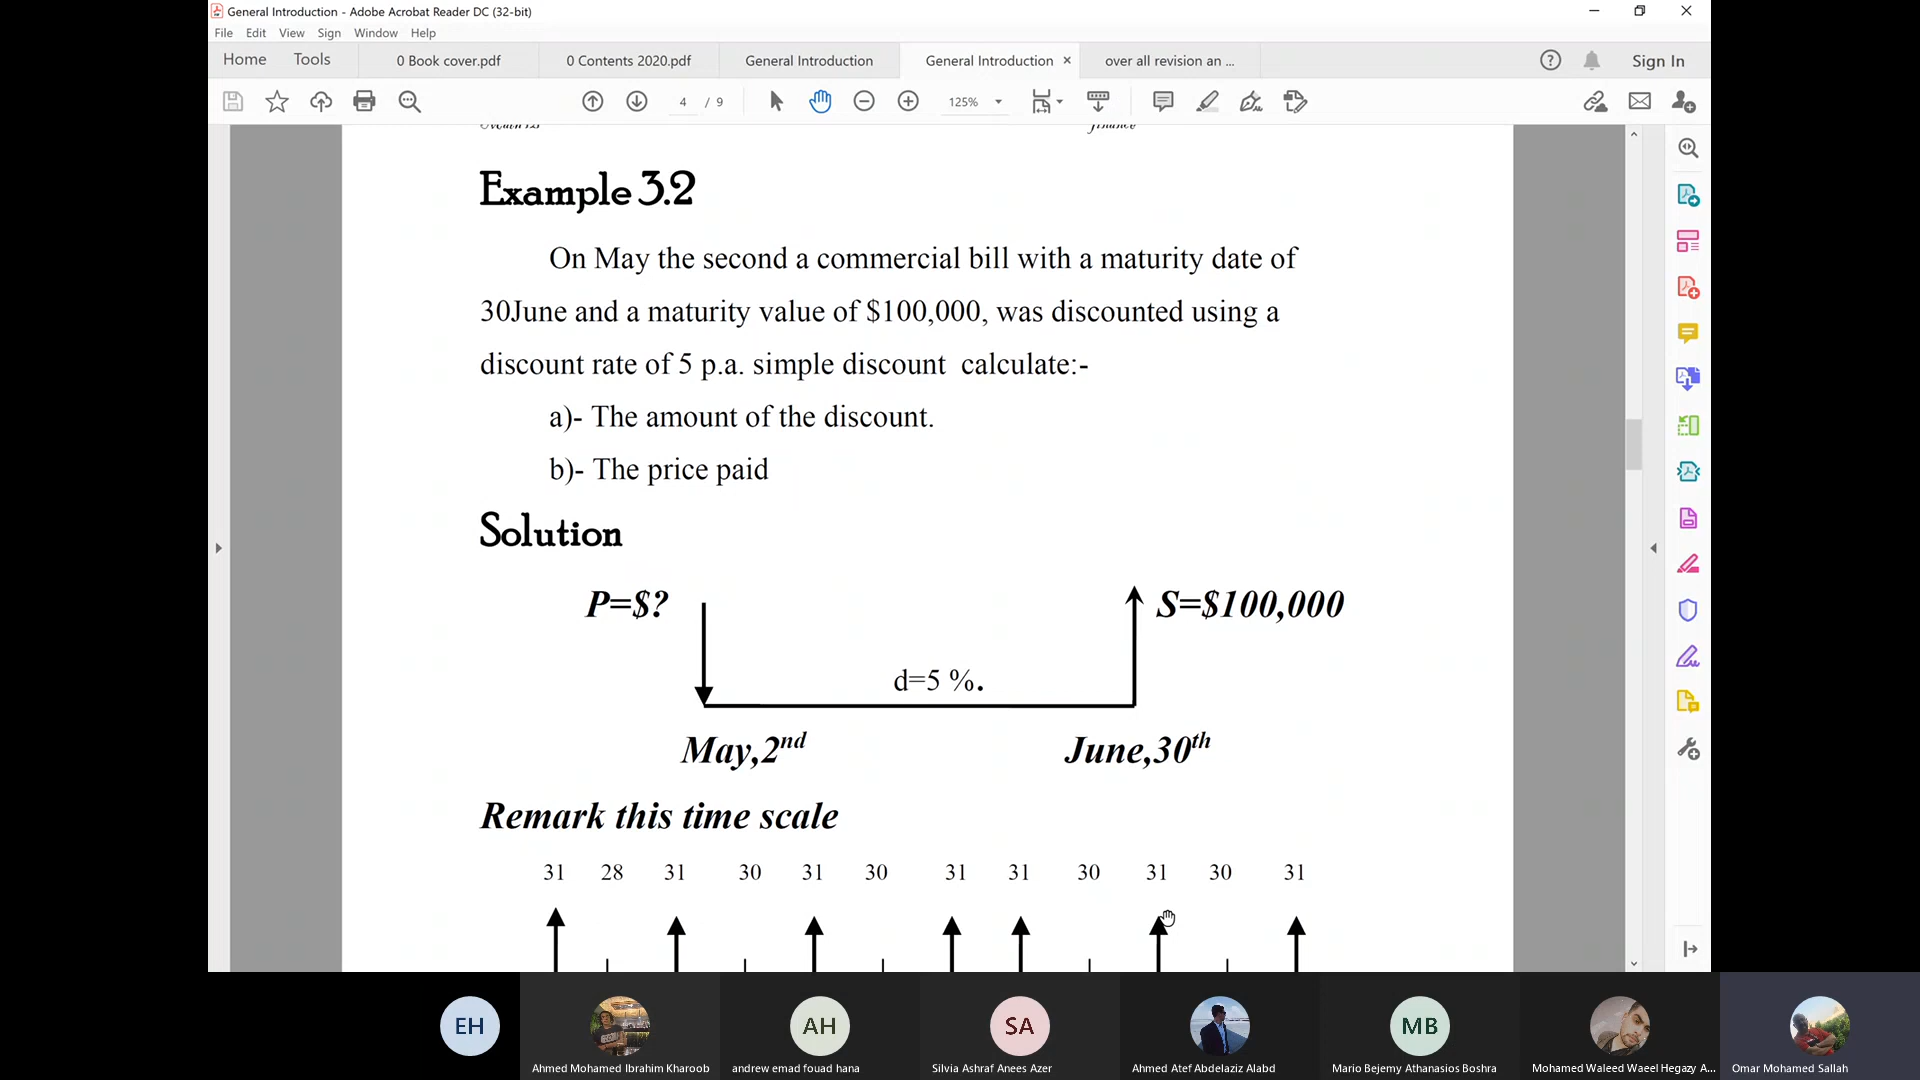 General Introduction - Adobe Acrobat Reader DC (32-bit)
File Edit View Sign Window Help
Home Tools 0 Book cover.pdf 0 Contents 2020.pdf General Introduction General Introduction × over all revision an ... Sign In
4 / 9 125%
finance
Example 3.2
On May the second a commercial bill with a maturity date of
30June and a maturity value of $100,000, was discounted using a
discount rate of 5 p.a. simple discount calculate:-
a)- The amount of the discount.
b)- The price paid
Solution
P=$? S=$100,000
d=5 %.
May,2nd June,30th
Remark this time scale
31 28 31 30 31 30 31 31 30 31 30 31
EH AH SA MB
Ahmed Mohamed Ibrahim Kharoob andrew emad fouad hana Silvia Ashraf Anees Azer Ahmed Atef Abdelaziz Alabd Mario Bejemy Athanasios Boshra Mohamed Waleed Waeel Hegazy A... Omar Mohamed Sallah